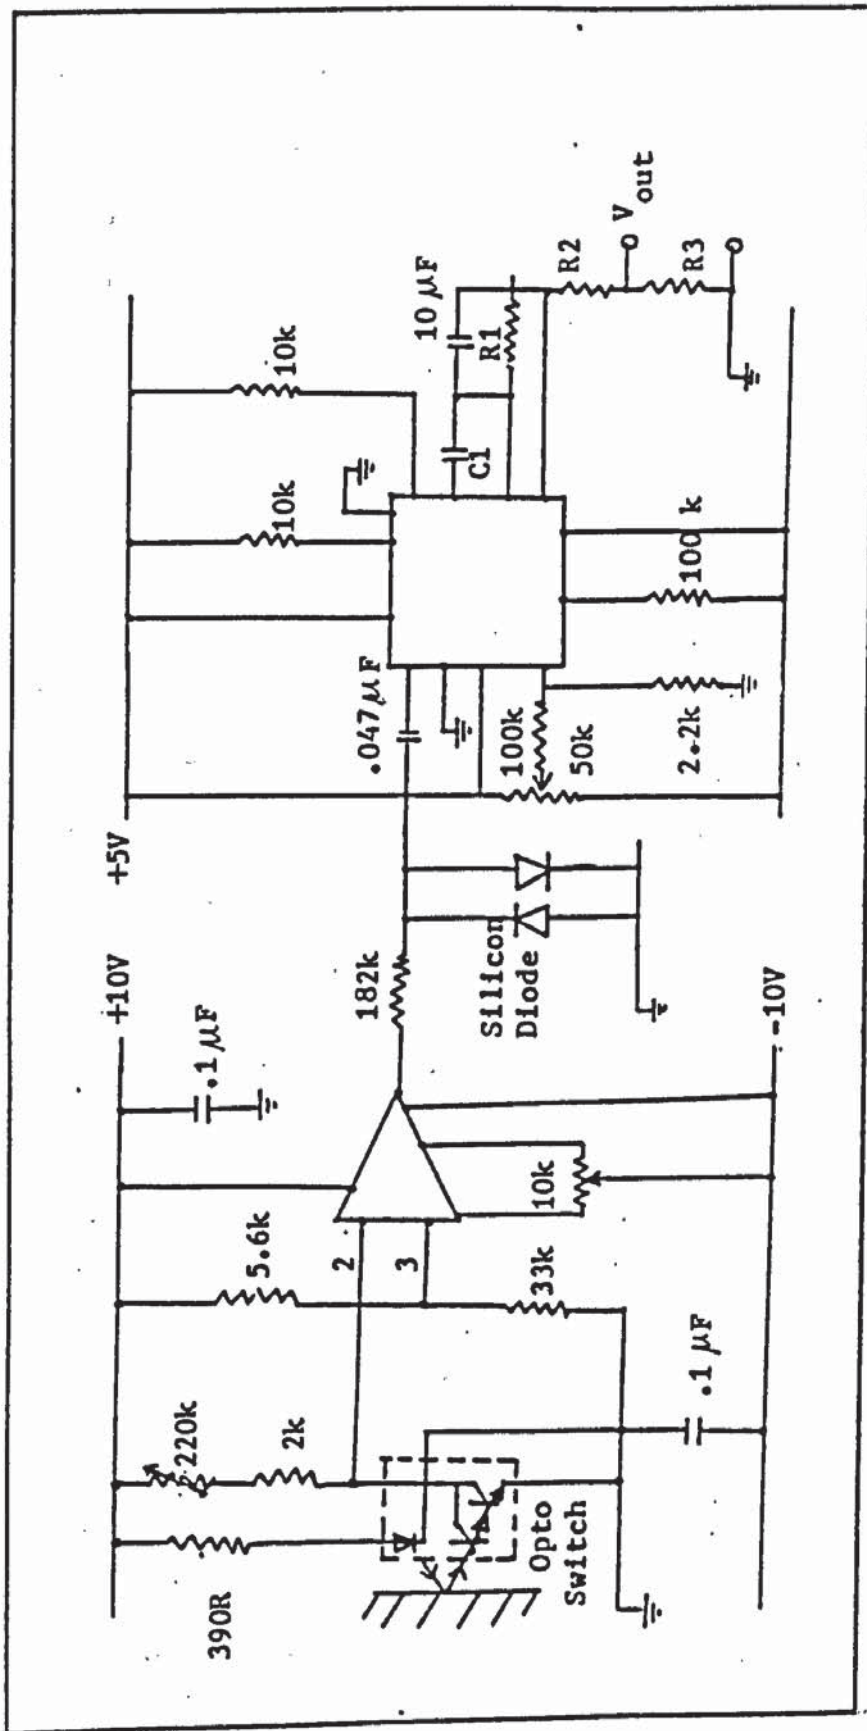 +10V
+5V
390R
220k
2k
5.6k
.1 μF
10k
10k
2
3
182k
.047μF
10 μF
C1
R1
Opto
Switch
33k
10k
Silicon
Diode
100k
50k
2.2k
100 k
R2
V out
R3
.1 μF
-10V